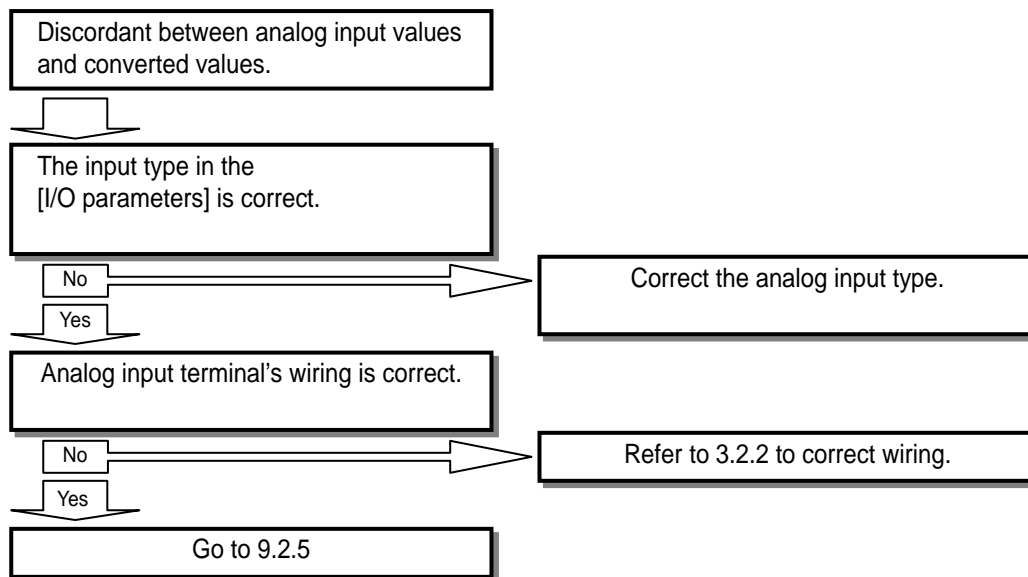 Discordant between analog input values
and converted values.
The input type in the
[I/O parameters] is correct.
No
Correct the analog input type.
Yes
Analog input terminal's wiring is correct.
No
Refer to 3.2.2 to correct wiring.
Yes
Go to 9.2.5